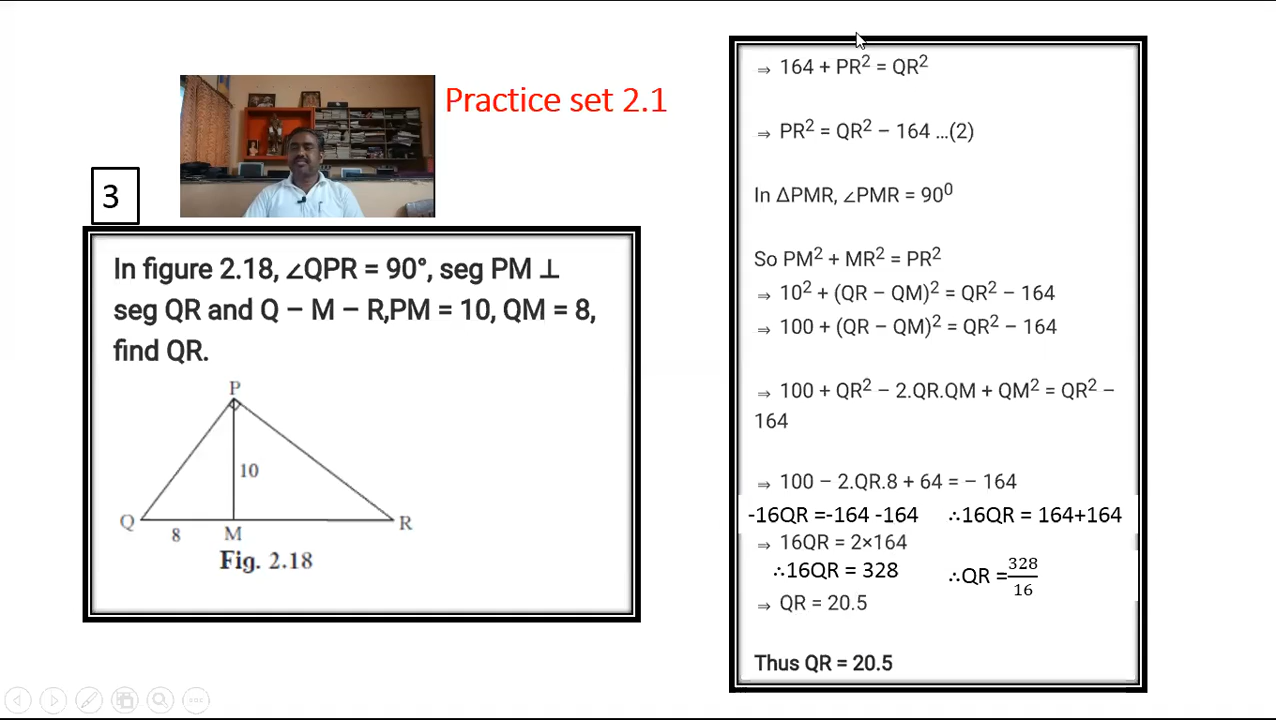 Practice set 2.1
3
In figure 2.18, ∠QPR = 90°, seg PM ⊥
seg QR and Q – M – R,PM = 10, QM = 8,
find QR.
P
10
Q
M
R
8
Fig. 2.18
⇒ 164 + PR² = QR²
⇒ PR² = QR² – 164 ...(2)
In ΔPMR, ∠PMR = 90⁰
So PM² + MR² = PR²
⇒ 10² + (QR – QM)² = QR² – 164
⇒ 100 + (QR – QM)² = QR² – 164
⇒ 100 + QR² – 2.QR.QM + QM² = QR² –
164
⇒ 100 – 2.QR.8 + 64 = – 164
-16QR =-164 -164 ∴16QR = 164+164
⇒ 16QR = 2×164
∴16QR = 328 ∴QR =328/16
⇒ QR = 20.5
Thus QR = 20.5